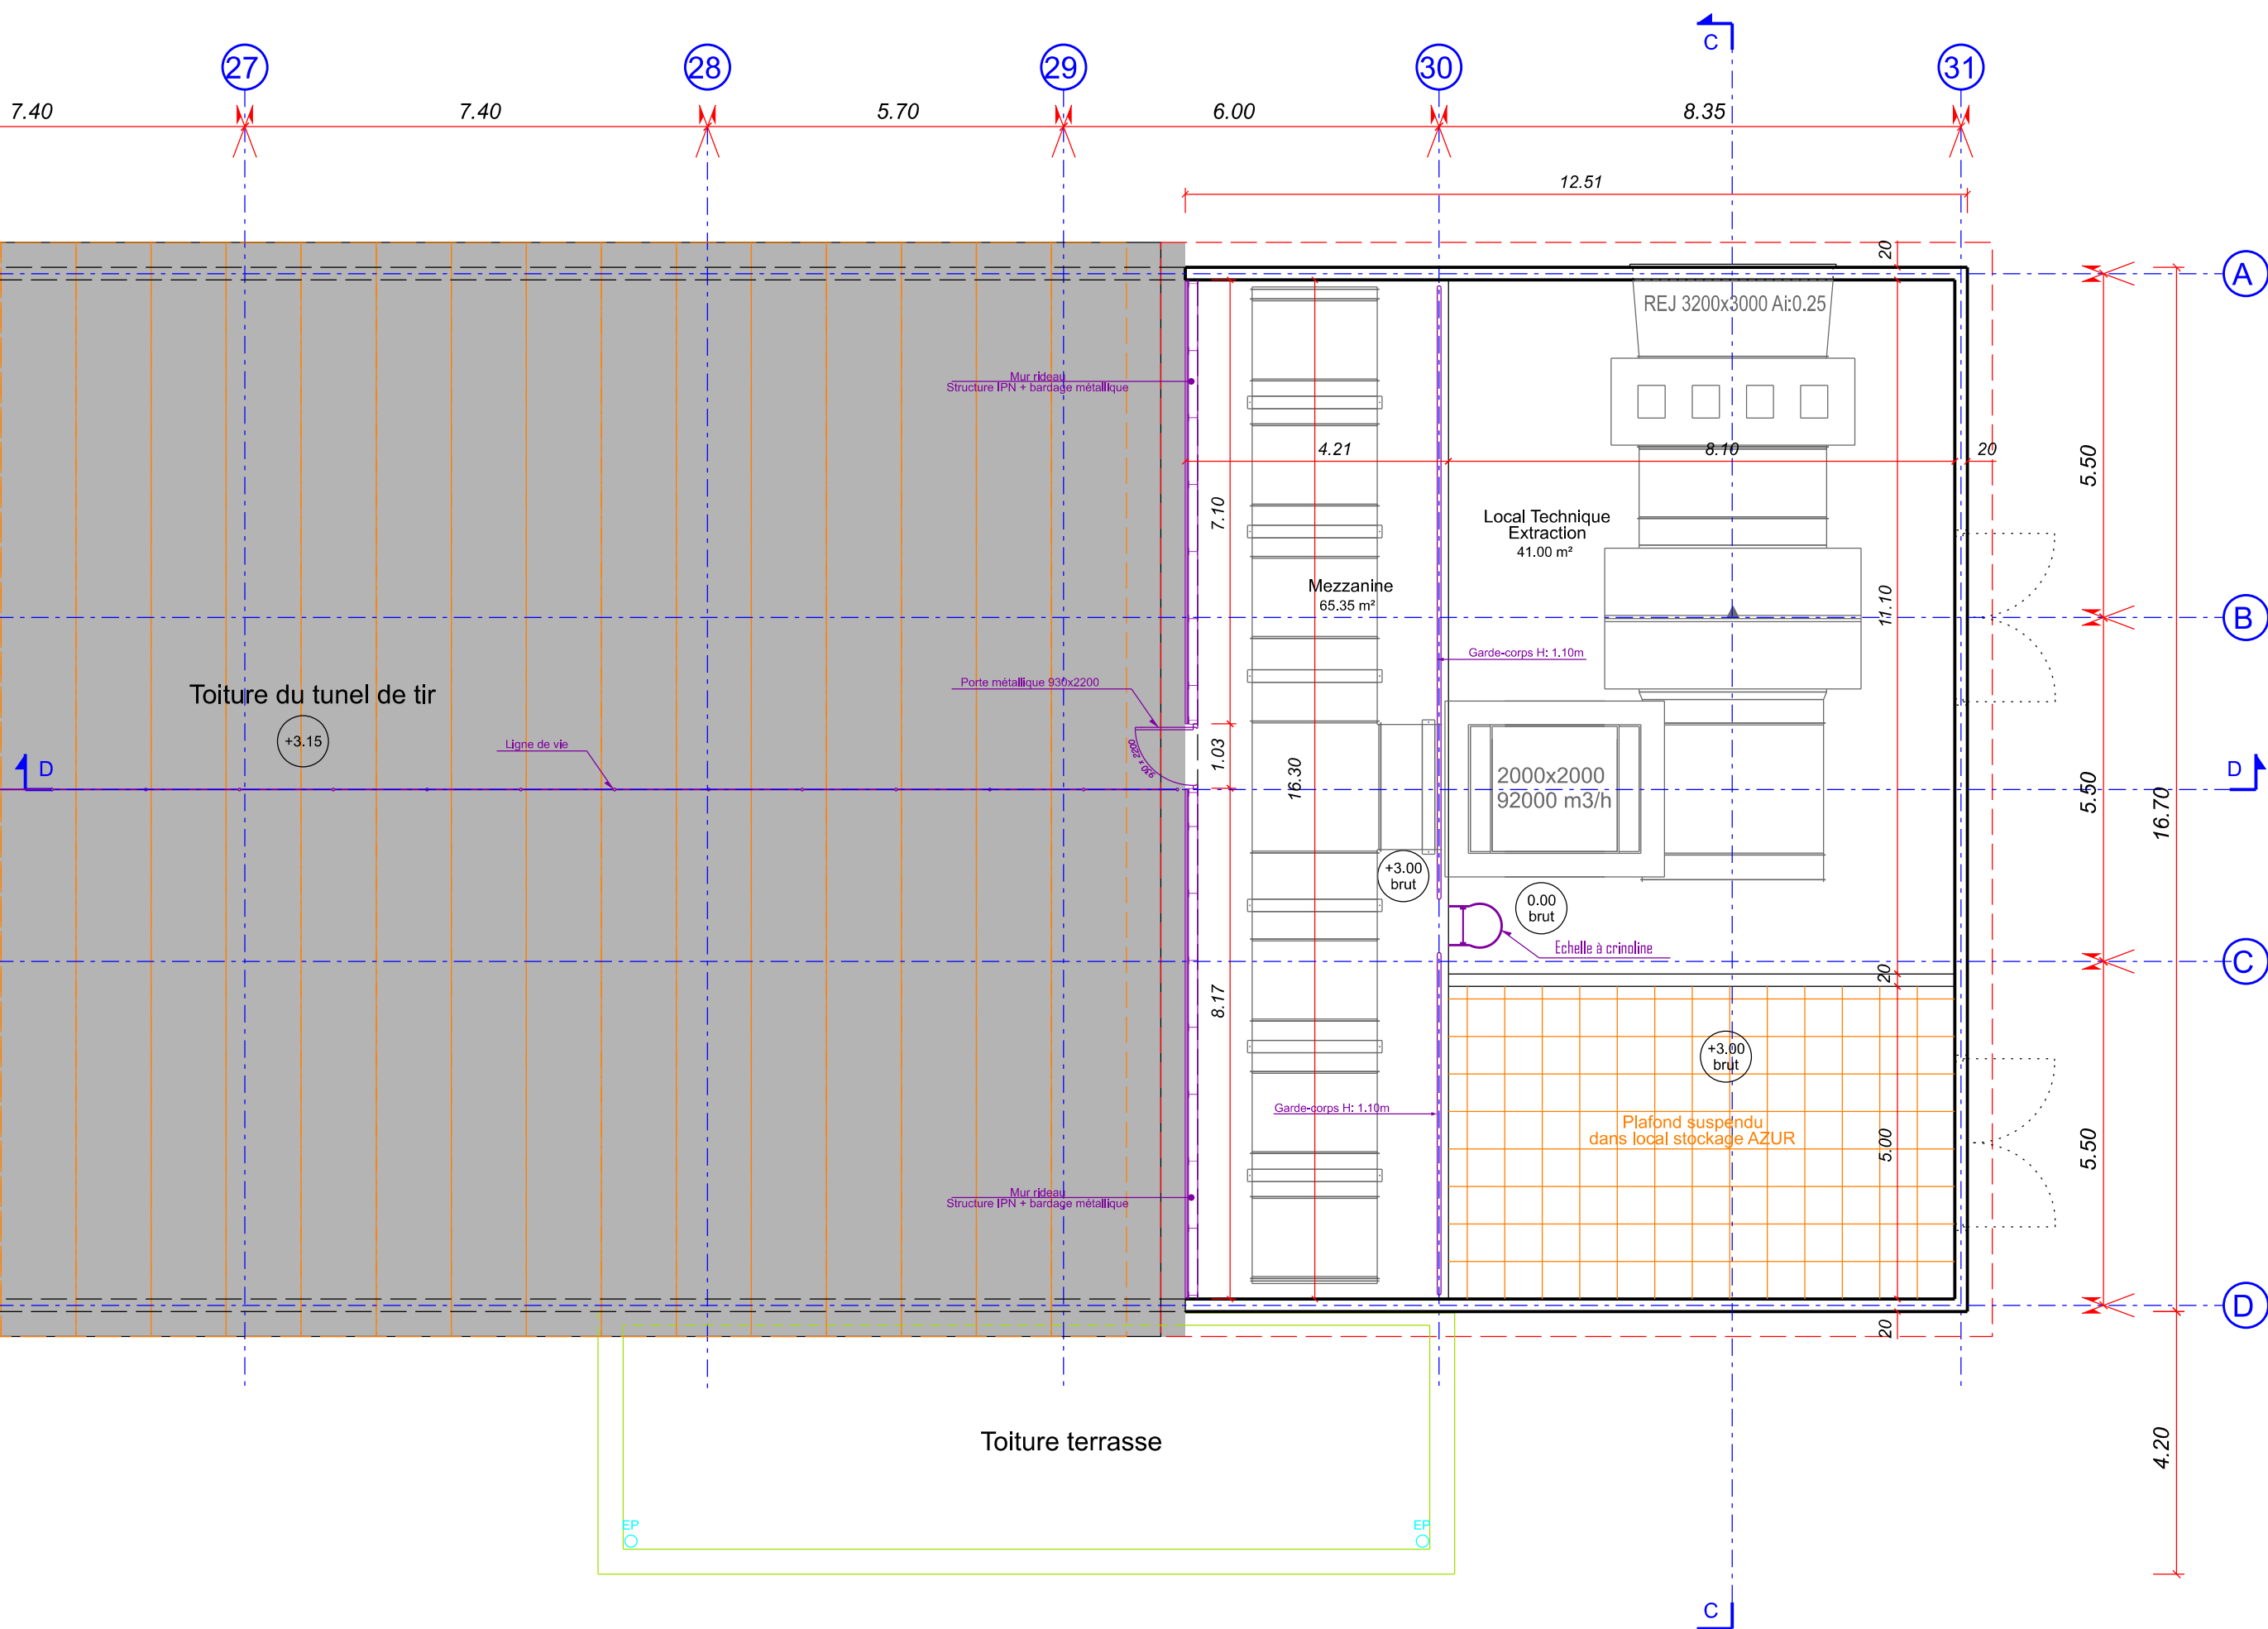 C
27
28
29
30
31
7.40
7.40
5.70
6.00
8.35
12.51
20
A
REJ 3200x3000 Ai:0.25
Mur rideau
Structure IPN + bardage métallique
4.21
8.10
20
5.50
7.10
Local Technique
Extraction
41.00 m²
Mezzanine
65.35 m²
11.10
B
Garde-corps H: 1.10m
Porte métallique 930x2200
Toiture du tunel de tir
+3.15
Ligne de vie
930 x 2200
1.03
16.30
2000x2000
92000 m3/h
D
D
5.50
16.70
+3.00
brut
0.00
brut
Echelle à crinoline
C
20
8.17
+3.00
brut
Garde-corps H: 1.10m
Plafond suspendu
dans local stockage AZUR
5.00
5.50
Mur rideau
Structure IPN + bardage métallique
D
20
Toiture terrasse
4.20
EP
EP
C